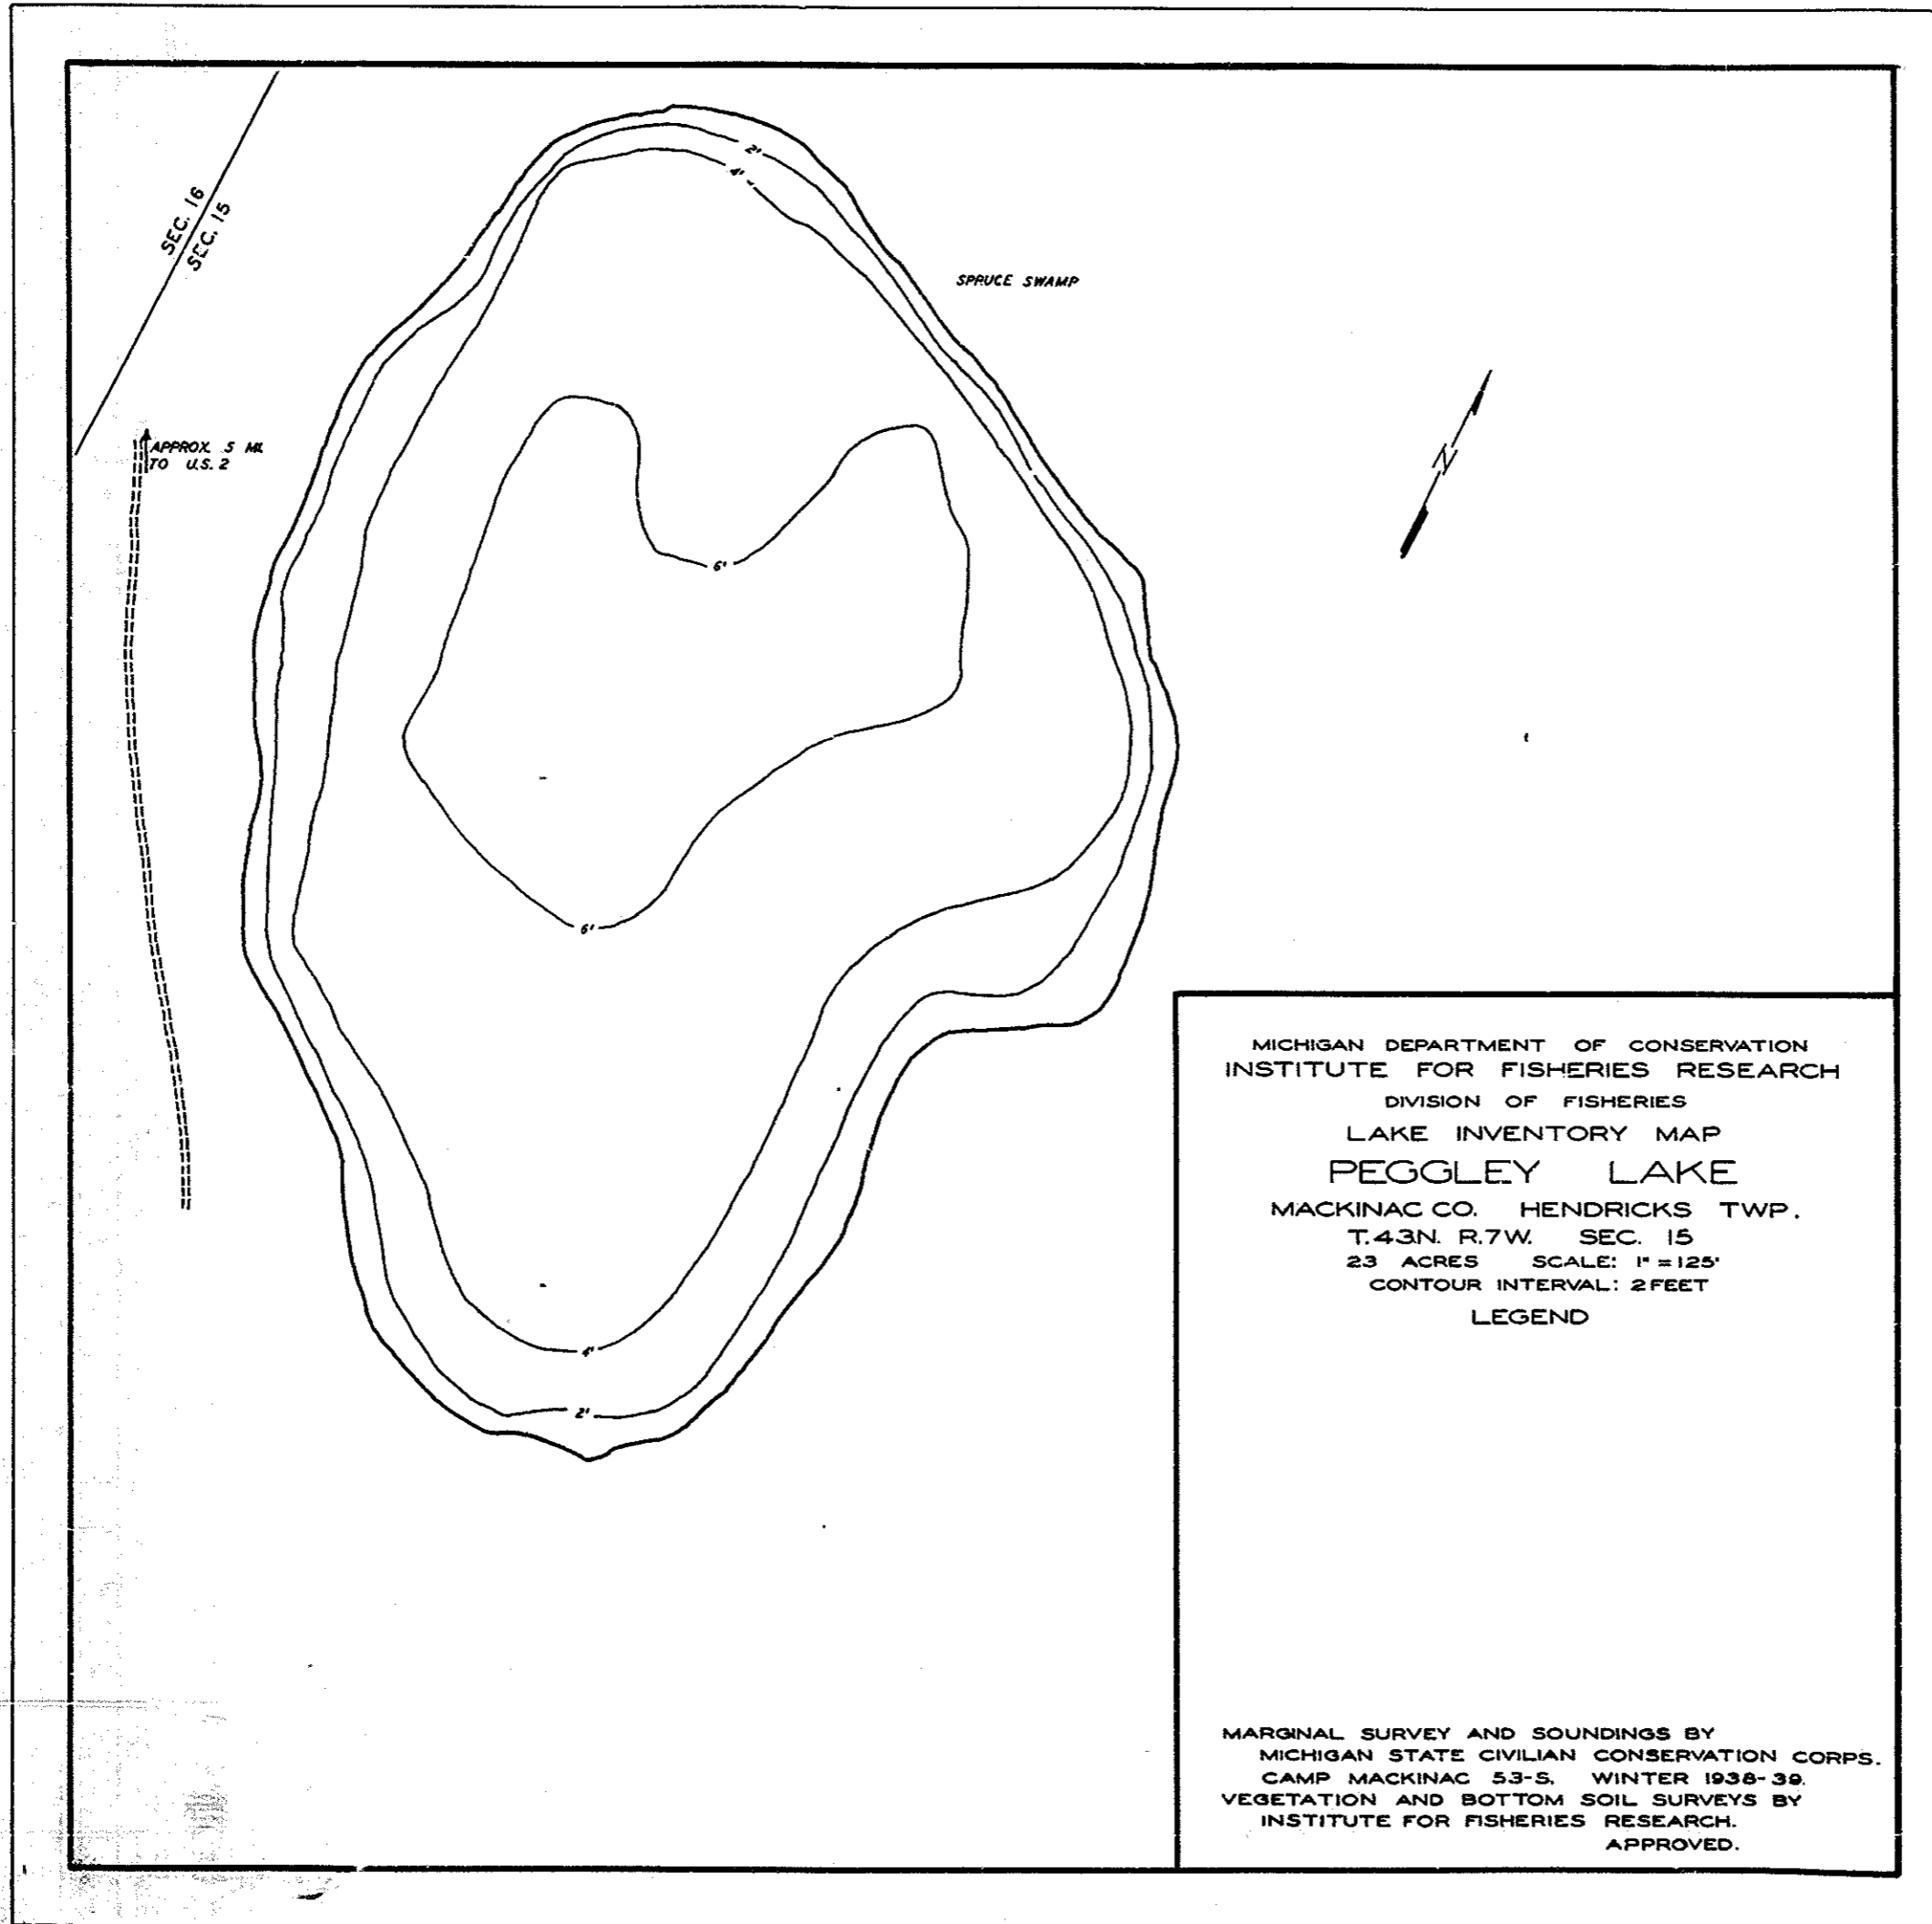 SEC. 16
SEC. 15
APPROX. 5 MI.
TO U.S. 2
2'
4'
SPRUCE SWAMP
N
6'
6'
4'
2'
MICHIGAN DEPARTMENT OF CONSERVATION
INSTITUTE FOR FISHERIES RESEARCH
DIVISION OF FISHERIES
LAKE INVENTORY MAP
PEGGLEY LAKE
MACKINAC CO. HENDRICKS TWP.
T.43N. R.7W. SEC. 15
23 ACRES SCALE: 1" = 125'
CONTOUR INTERVAL: 2 FEET
LEGEND
MARGINAL SURVEY AND SOUNDINGS BY
MICHIGAN STATE CIVILIAN CONSERVATION CORPS.
CAMP MACKINAC 53-S. WINTER 1938-39.
VEGETATION AND BOTTOM SOIL SURVEYS BY
INSTITUTE FOR FISHERIES RESEARCH.
APPROVED.